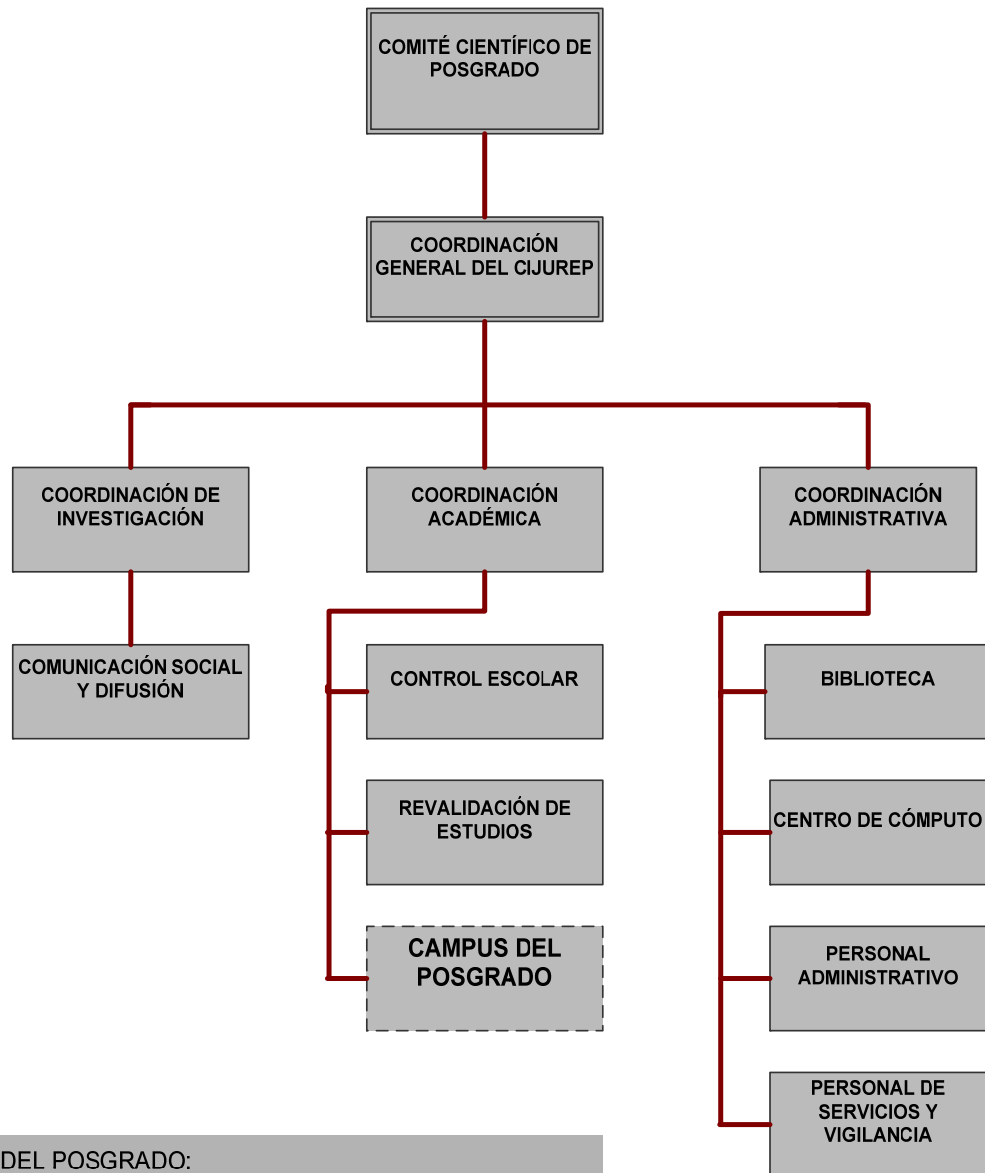 COMITÉ CIENTÍFICO DE
POSGRADO
COORDINACIÓN
GENERAL DEL CIJUREP
COORDINACIÓN DE
INVESTIGACIÓN
COORDINACIÓN
ACADÉMICA
COORDINACIÓN
ADMINISTRATIVA
COMUNICACIÓN SOCIAL
Y DIFUSIÓN
CONTROL ESCOLAR
BIBLIOTECA
REVALIDACIÓN DE
ESTUDIOS
CENTRO DE CÓMPUTO
CAMPUS DEL
POSGRADO
PERSONAL
ADMINISTRATIVO
PERSONAL DE
SERVICIOS Y
VIGILANCIA
DEL POSGRADO: